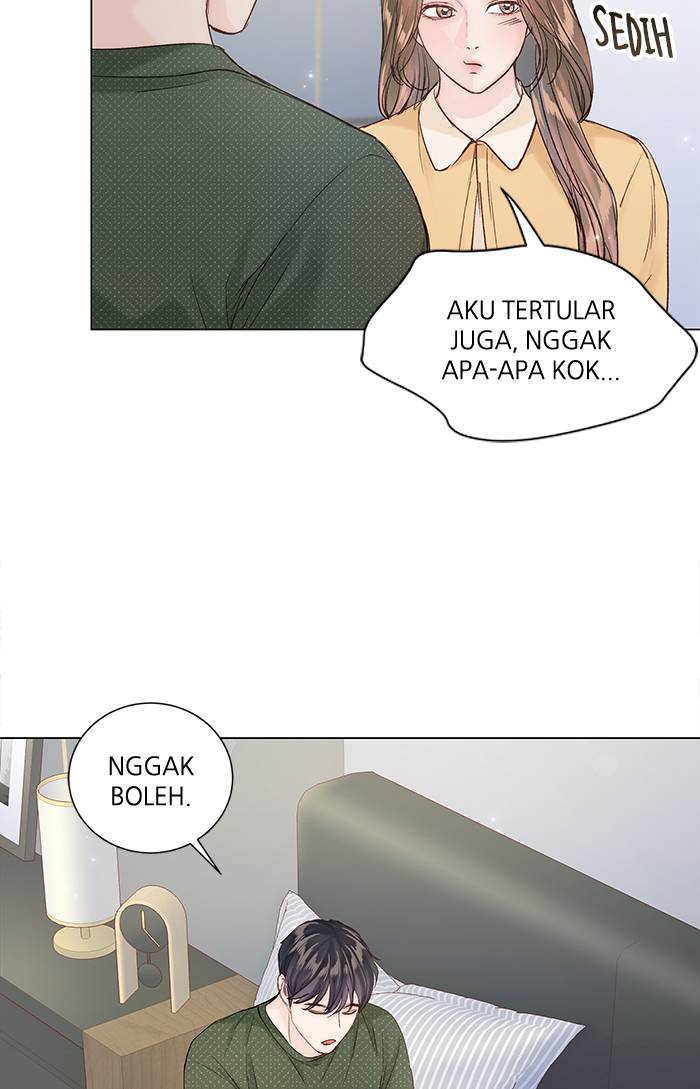 SEDIH
AKU TERTULAR
JUGA, NGGAK
APA-APA KOK...
NGGAK
BOLEH.